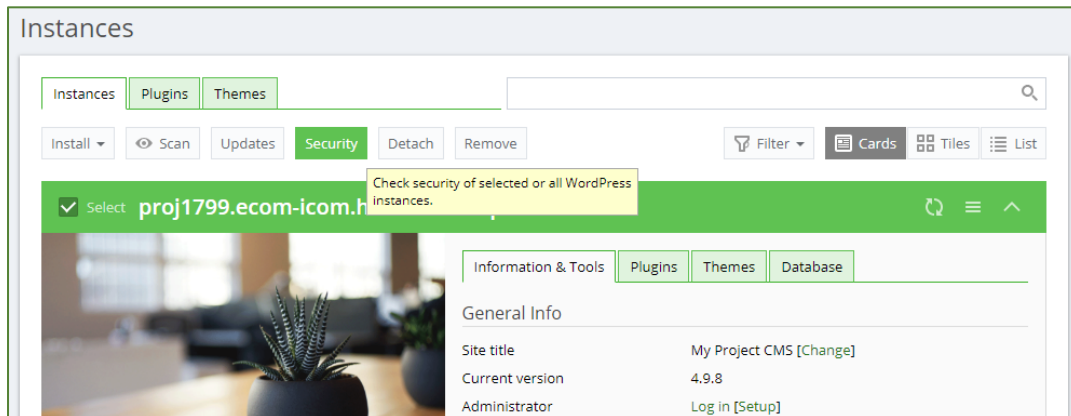 Instances
Instances Plugins Themes
Install Scan Updates Security Detach Remove Filter Cards Tiles List
Check security of selected or all WordPress
instances.
Select proj1799.ecom-icom.h
Information & Tools Plugins Themes Database
General Info
Site title My Project CMS [Change]
Current version 4.9.8
Administrator Log in [Setup]